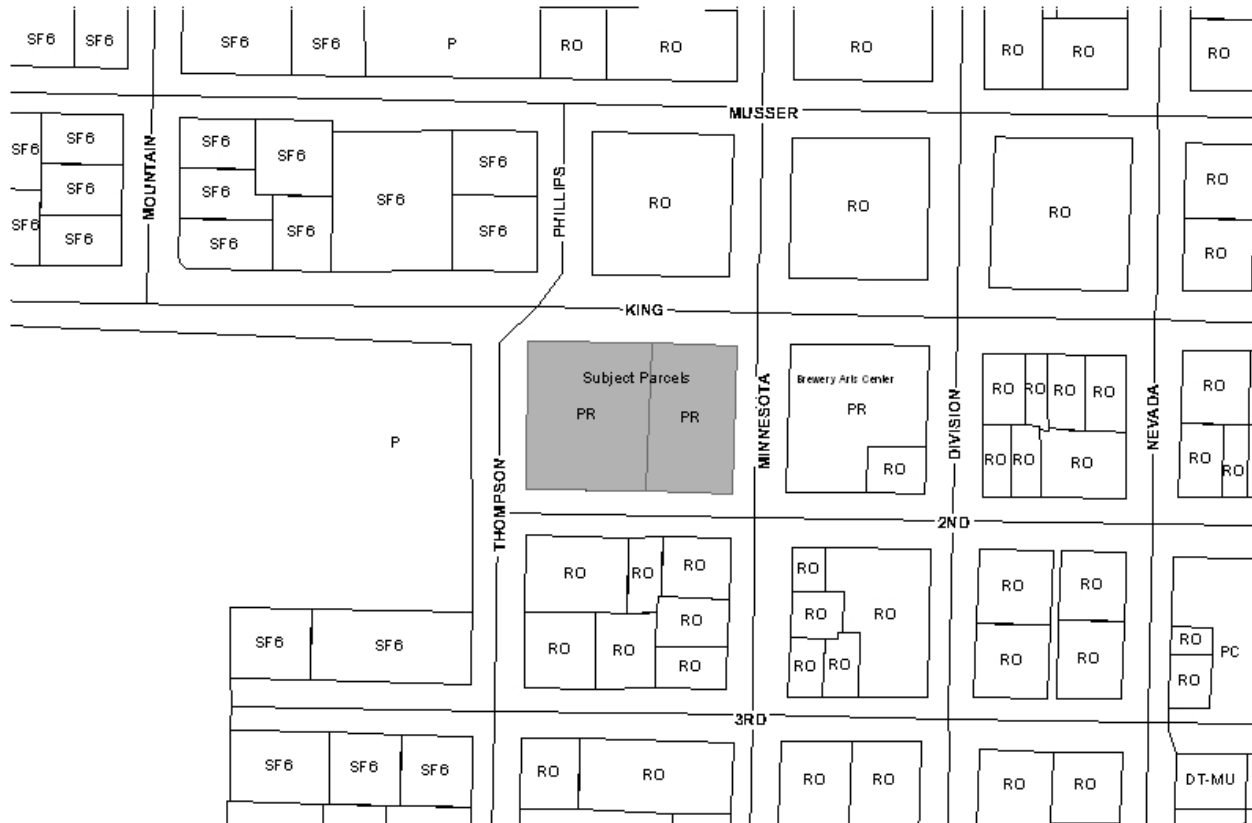 SF6 SF6 SF6 SF6 P RO RO RO RO RO RO
MUSSER
SF6 SF6 SF6 SF6 SF6
SF6 SF6 SF6 RO RO RO RO
SF6 SF6 SF6 SF6 SF6 RO
MOUNTAIN
PHILLIPS
KING
Subject Parcels
PR PR
Brewery Arts Center
PR
RO
RO RO RO RO RO
RO RO RO RO RO
P
THOMPSON
MINNESOTA
DIVISION
NEVADA
2ND
RO RO RO RO RO RO
RO RO RO RO
RO RO RO RO RO RO
RO RO
RO
PC
RO
SF6 SF6
3RD
SF6 SF6 SF6 RO RO RO RO RO RO DT-MU